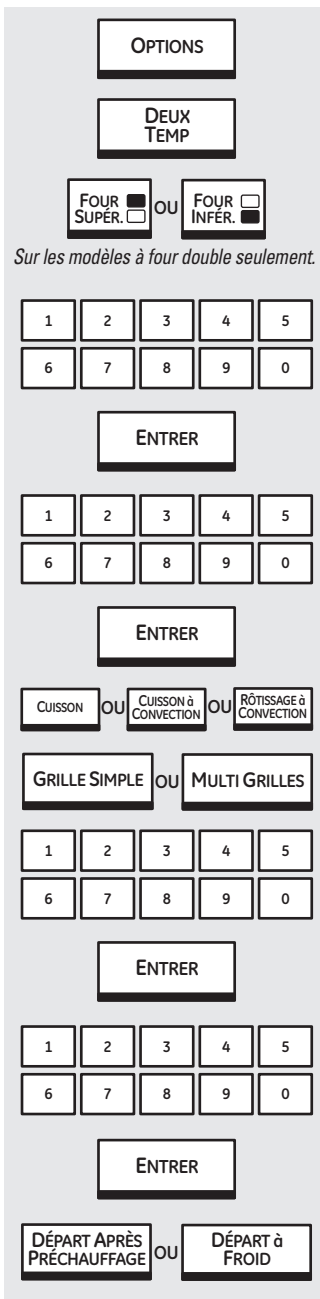 OPTIONS
DEUX
TEMP
FOUR
SUPÉR.
OU
FOUR
INFÉR.
Sur les modèles à four double seulement.
1 2 3 4 5
6 7 8 9 0
ENTRER
1 2 3 4 5
6 7 8 9 0
ENTRER
CUISSON OU CUISSON à
CONVECTION OU RÔTISSAGE à
CONVECTION
GRILLE SIMPLE OU MULTI GRILLES
1 2 3 4 5
6 7 8 9 0
ENTRER
1 2 3 4 5
6 7 8 9 0
ENTRER
DÉPART APRÈS
PRÉCHAUFFAGE OU DÉPART à
FROID